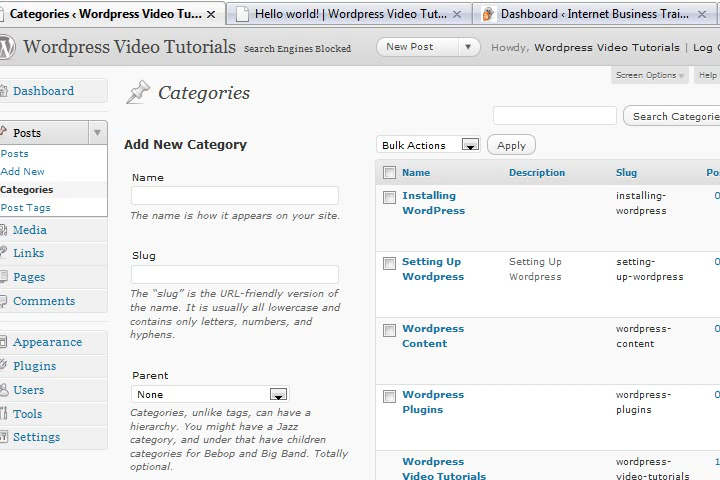 Categories ‹ Wordpress Video Tu...
Hello world! | Wordpress Video Tut...
Dashboard ‹ Internet Business Trai...
Wordpress Video Tutorials
Search Engines Blocked
New Post
Howdy, Wordpress Video Tutorials |
Screen Options
Help
Dashboard
Posts
Posts
Add New
Categories
Post Tags
Media
Links
Pages
Comments
Appearance
Plugins
Users
Tools
Settings
Categories
Add New Category
Name
The name is how it appears on your site.
Slug
The “slug” is the URL-friendly version of
the name. It is usually all lowercase and
contains only letters, numbers, and
hyphens.
Parent
None
Categories, unlike tags, can have a
hierarchy. You might have a Jazz
category, and under that have children
categories for Bebop and Big Band. Totally
optional.
Search Categorie
Bulk Actions
Apply
Name
Description
Slug
Po
Installing
WordPress
installing-
wordpress
0
Setting Up
Wordpress
Setting Up
Wordpress
setting-
up-wordpress
0
Wordpress
Content
wordpress-
content
0
Wordpress
Plugins
wordpress-
plugins
0
Wordpress
Video Tutorials
wordpress-
video-tutorials
1